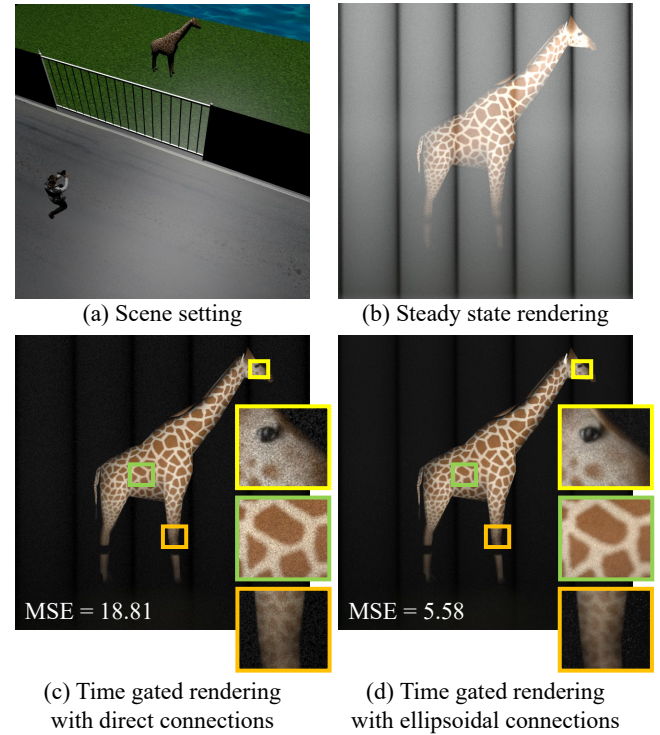 (a) Scene setting
(b) Steady state rendering
MSE = 18.81
MSE = 5.58
(c) Time gated rendering
with direct connections
(d) Time gated rendering
with ellipsoidal connections